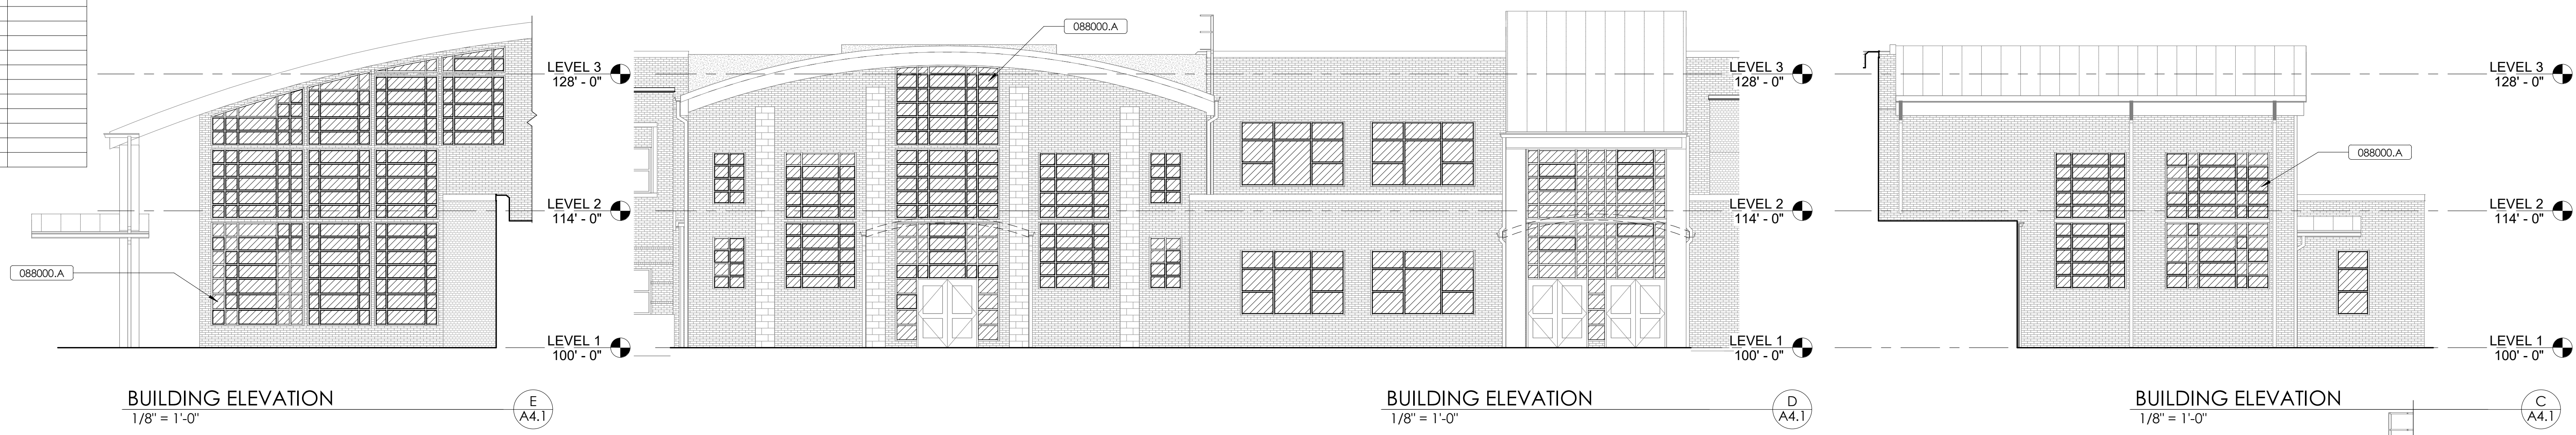 088000.A
LEVEL 3
128' - 0"
LEVEL 2
114' - 0"
LEVEL 1
100' - 0"
BUILDING ELEVATION
1/8" = 1'-0"
E
A4.1
088000.A
LEVEL 3
128' - 0"
LEVEL 2
114' - 0"
LEVEL 1
100' - 0"
BUILDING ELEVATION
1/8" = 1'-0"
D
A4.1
088000.A
LEVEL 3
128' - 0"
LEVEL 2
114' - 0"
LEVEL 1
100' - 0"
BUILDING ELEVATION
1/8" = 1'-0"
C
A4.1